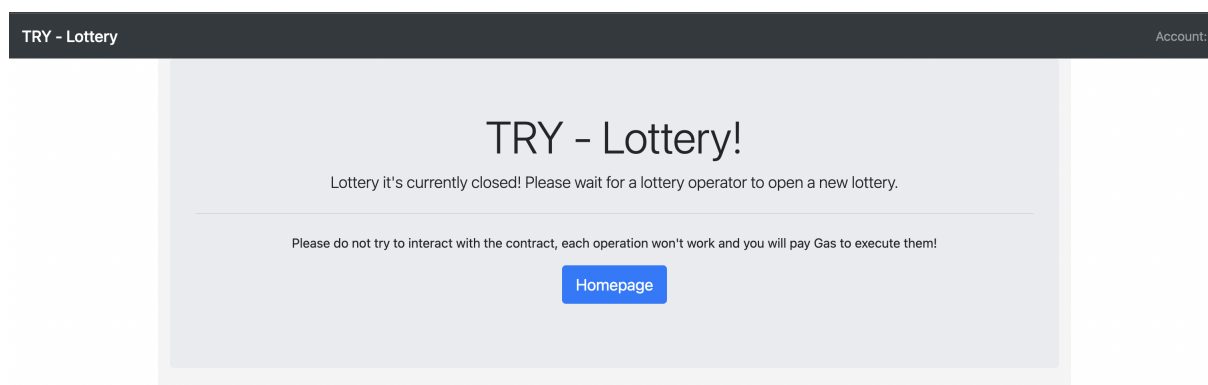 TRY - Lottery
Account:
TRY - Lottery!
Lottery it's currently closed! Please wait for a lottery operator to open a new lottery.
Please do not try to interact with the contract, each operation won't work and you will pay Gas to execute them!
Homepage